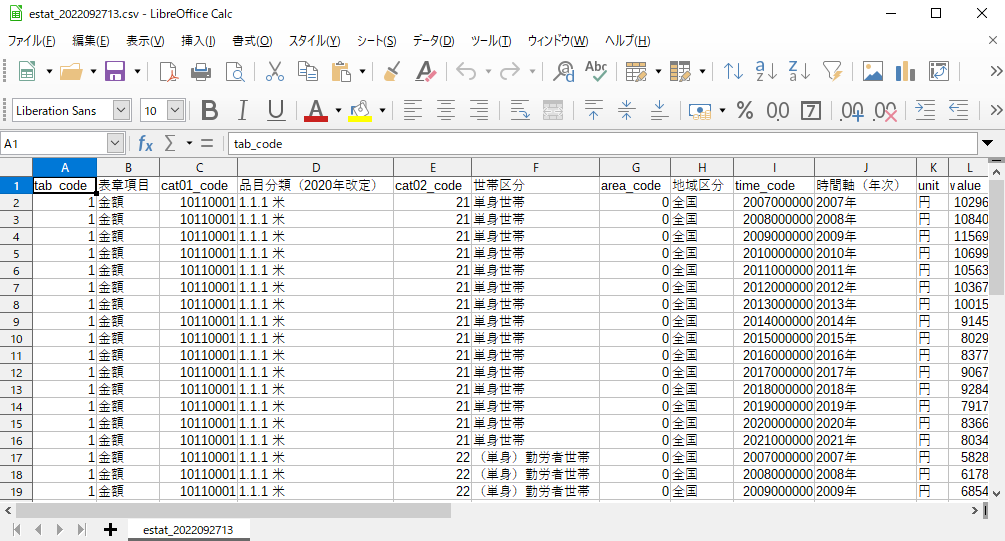 estat_2022092713.csv - LibreOffice Calc
ファイル(F) 編集(E) 表示(V) 挿入(I) 書式(O) スタイル(Y) シート(S) データ(D) ツール(T) ウィンドウ(W) ヘルプ(H)
Liberation Sans 10
A1 tab_code
A B C D E F G H I J K L
1 tab_code 表章項目 cat01_code 品目分類（2020年改定） cat02_code 世帯区分 area_code 地域区分 time_code 時間軸（年次） unit value
2 1 金額 10110001 1.1.1 米 21 単身世帯 0 全国 2007000000 2007年 円 10296
3 1 金額 10110001 1.1.1 米 21 単身世帯 0 全国 2008000000 2008年 円 10840
4 1 金額 10110001 1.1.1 米 21 単身世帯 0 全国 2009000000 2009年 円 11569
5 1 金額 10110001 1.1.1 米 21 単身世帯 0 全国 2010000000 2010年 円 10699
6 1 金額 10110001 1.1.1 米 21 単身世帯 0 全国 2011000000 2011年 円 10563
7 1 金額 10110001 1.1.1 米 21 単身世帯 0 全国 2012000000 2012年 円 10367
8 1 金額 10110001 1.1.1 米 21 単身世帯 0 全国 2013000000 2013年 円 10015
9 1 金額 10110001 1.1.1 米 21 単身世帯 0 全国 2014000000 2014年 円 9145
10 1 金額 10110001 1.1.1 米 21 単身世帯 0 全国 2015000000 2015年 円 8029
11 1 金額 10110001 1.1.1 米 21 単身世帯 0 全国 2016000000 2016年 円 8377
12 1 金額 10110001 1.1.1 米 21 単身世帯 0 全国 2017000000 2017年 円 9067
13 1 金額 10110001 1.1.1 米 21 単身世帯 0 全国 2018000000 2018年 円 9284
14 1 金額 10110001 1.1.1 米 21 単身世帯 0 全国 2019000000 2019年 円 7917
15 1 金額 10110001 1.1.1 米 21 単身世帯 0 全国 2020000000 2020年 円 8366
16 1 金額 10110001 1.1.1 米 21 単身世帯 0 全国 2021000000 2021年 円 8034
17 1 金額 10110001 1.1.1 米 22 （単身）勤労者世帯 0 全国 2007000000 2007年 円 5828
18 1 金額 10110001 1.1.1 米 22 （単身）勤労者世帯 0 全国 2008000000 2008年 円 6178
19 1 金額 10110001 1.1.1 米 22 （単身）勤労者世帯 0 全国 2009000000 2009年 円 6854
estat_2022092713